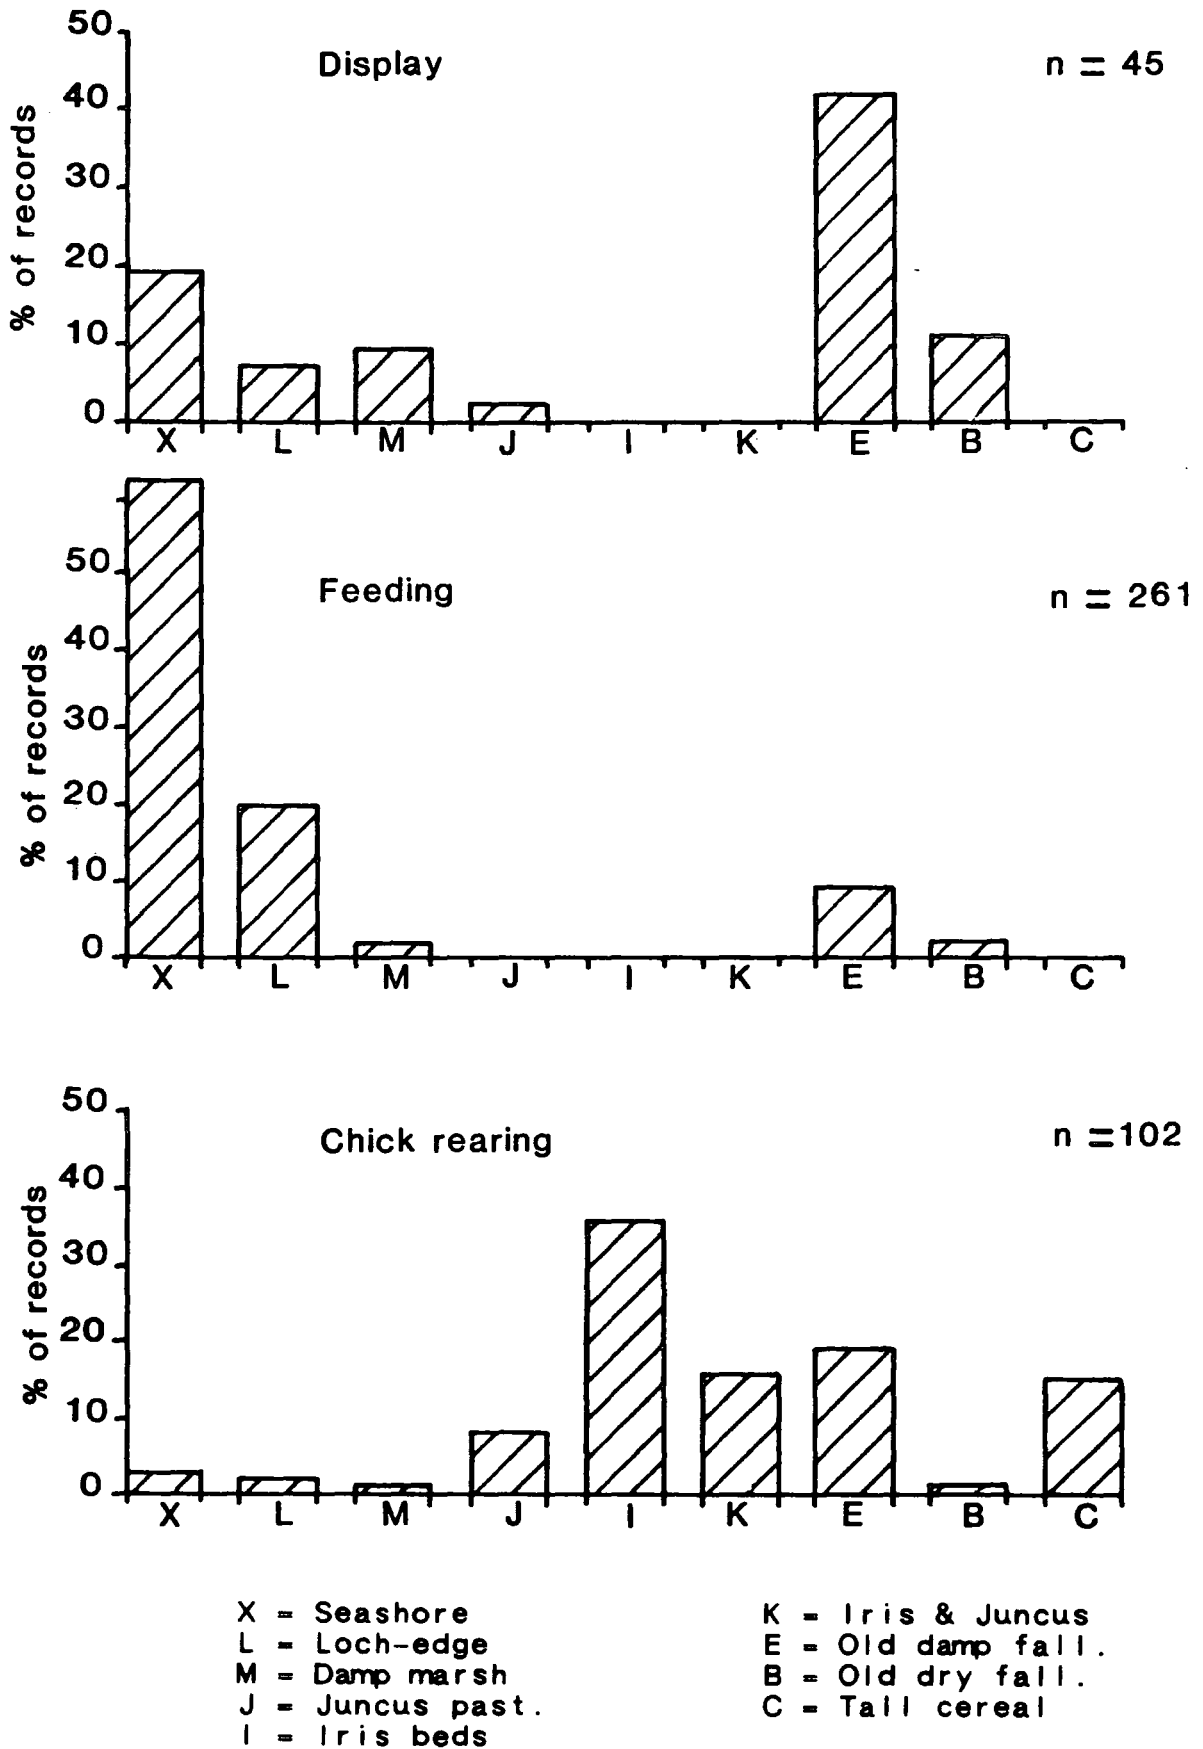 Display
n = 45
% of records
50
40
30
20
10
0
X L M J I K E B C
Feeding
n = 261
% of records
50
40
30
20
10
0
X L M J I K E B C
Chick rearing
n =102
% of records
50
40
30
20
10
0
X L M J I K E B C
X = Seashore
L = Loch-edge
M = Damp marsh
J = Juncus past.
I = Iris beds
K = Iris & Juncus
E = Old damp fall.
B = Old dry fall.
C = Tall cereal